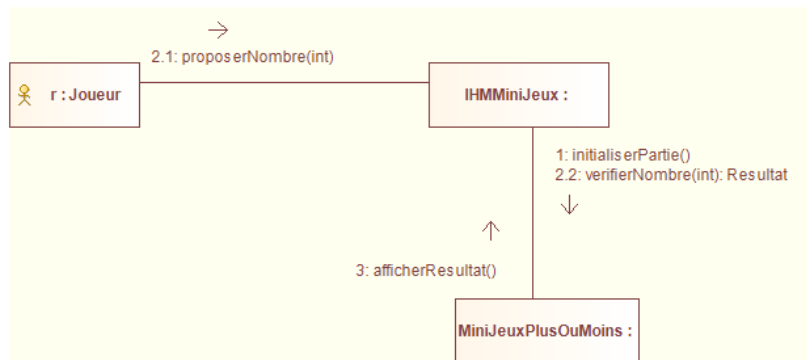 2.1: proposerNombre(int)
r : Joueur
IHMMiniJeux :
1: initialiserPartie()
2.2: verifierNombre(int): Resultat
3: afficherResultat()
MiniJeuxPlusOuMoins :